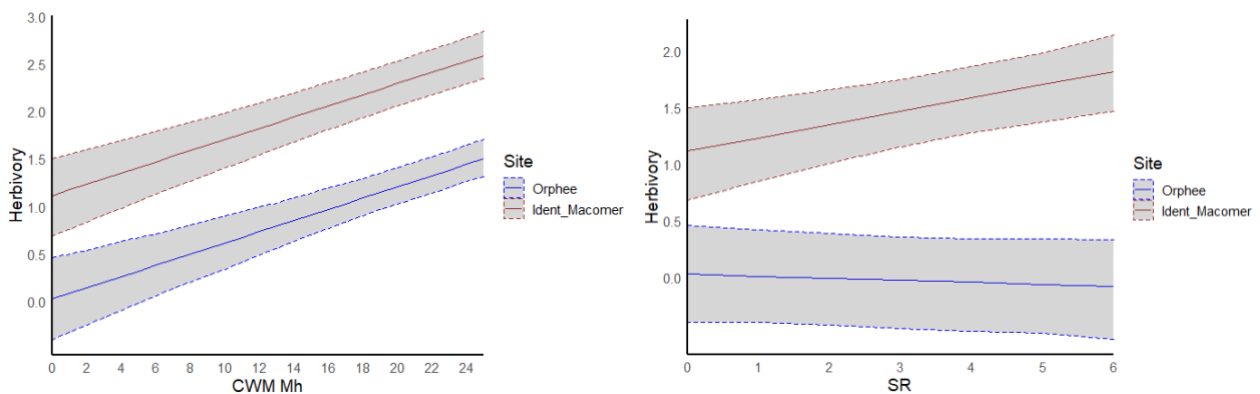 3.0
2.5
2.0
1.5
1.0
0.5
0.0
Herbivory
0 2 4 6 8 10 12 14 16 18 20 22 24
CWM Mh
Site
Orphee
Ident_Macomer
2.0
1.5
1.0
0.5
0.0
Herbivory
0 1 2 3 4 5 6
SR
Site
Orphee
Ident_Macomer